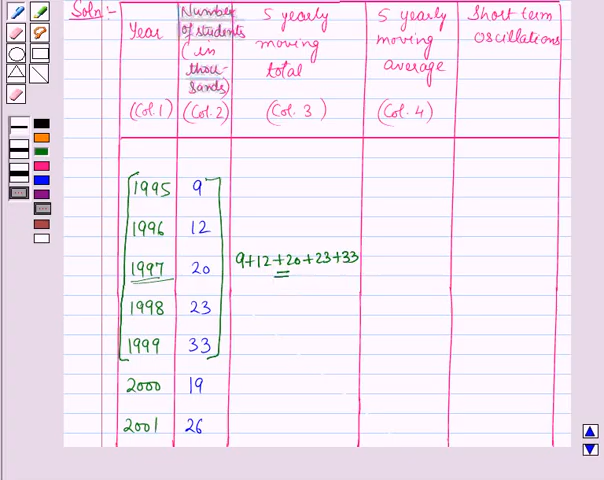 Soln :-
Year
(Col. 1)
Number
of students
(in
thou-
sands)
(Col. 2)
5 yearly
moving
total
(Col. 3)
5 yearly
moving
average
(Col. 4)
Short term
oscillations
1995 9
1996 12
1997 20 9+12+20+23+33
1998 23
1999 33
2000 19
2001 26